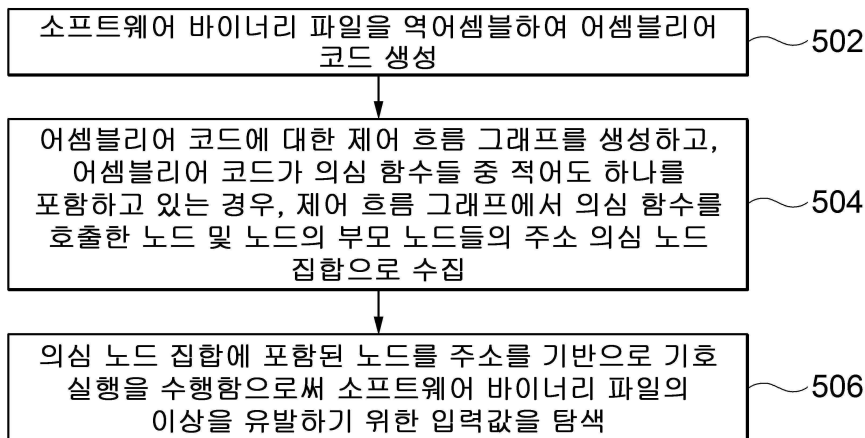 소프트웨어 바이너리 파일을 역어셈블하여 어셈블리어
코드 생성
502
어셈블리어 코드에 대한 제어 흐름 그래프를 생성하고,
어셈블리어 코드가 의심 함수들 중 적어도 하나를
포함하고 있는 경우, 제어 흐름 그래프에서 의심 함수를
호출한 노드 및 노드의 부모 노드들의 주소 의심 노드
집합으로 수집
504
의심 노드 집합에 포함된 노드를 주소를 기반으로 기호
실행을 수행함으로써 소프트웨어 바이너리 파일의
이상을 유발하기 위한 입력값을 탐색
506